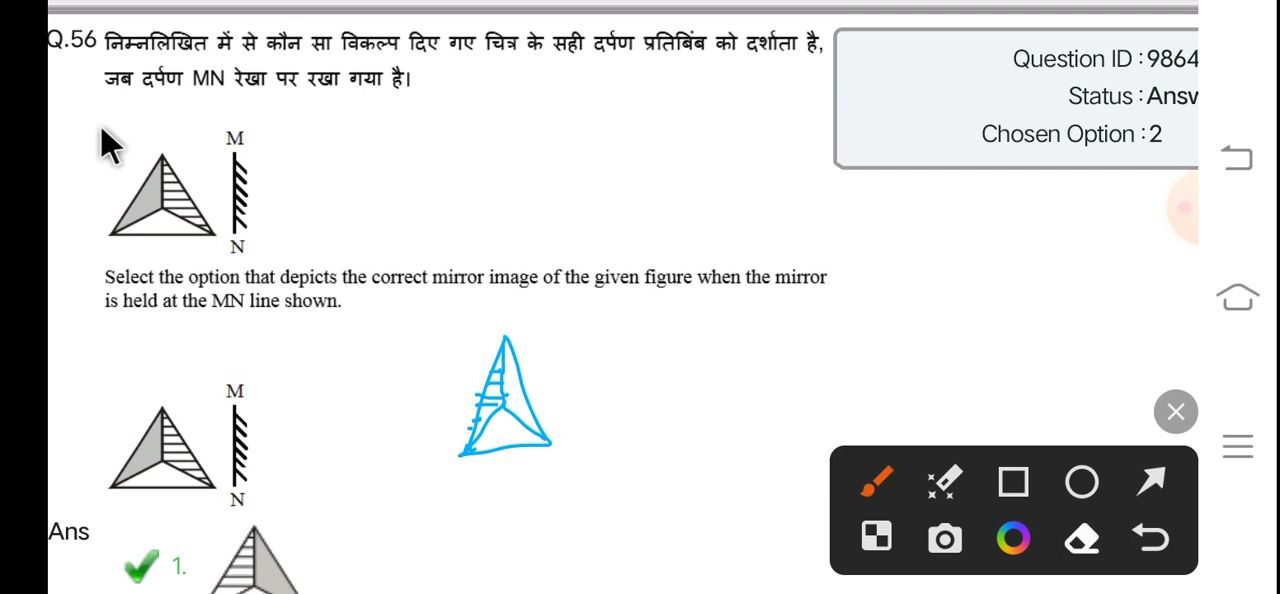 Q.56 निम्नलिखित में से कौन सा विकल्प दिए गए चित्र के सही दर्पण प्रतिबिंब को दर्शाता है,
जब दर्पण MN रेखा पर रखा गया है।
Question ID : 9864
Status : Answ
Chosen Option : 2
M
N
Select the option that depicts the correct mirror image of the given figure when the mirror
is held at the MN line shown.
M
N
Ans
1.